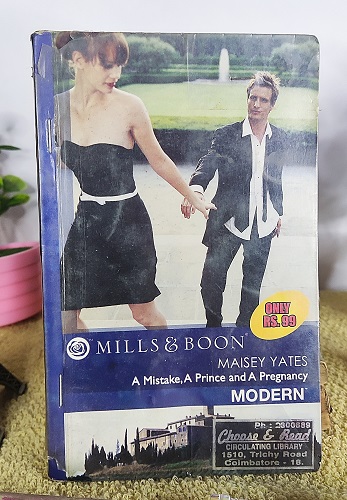 ONLY
RS. 99
MILLS & BOON®
MAISEY YATES
A Mistake, A Prince and A Pregnancy
MODERN™
Ph : 2300689
Choose & Read
CIRCULATING LIBRARY
1510, Trichy Road
Coimbatore - 18.